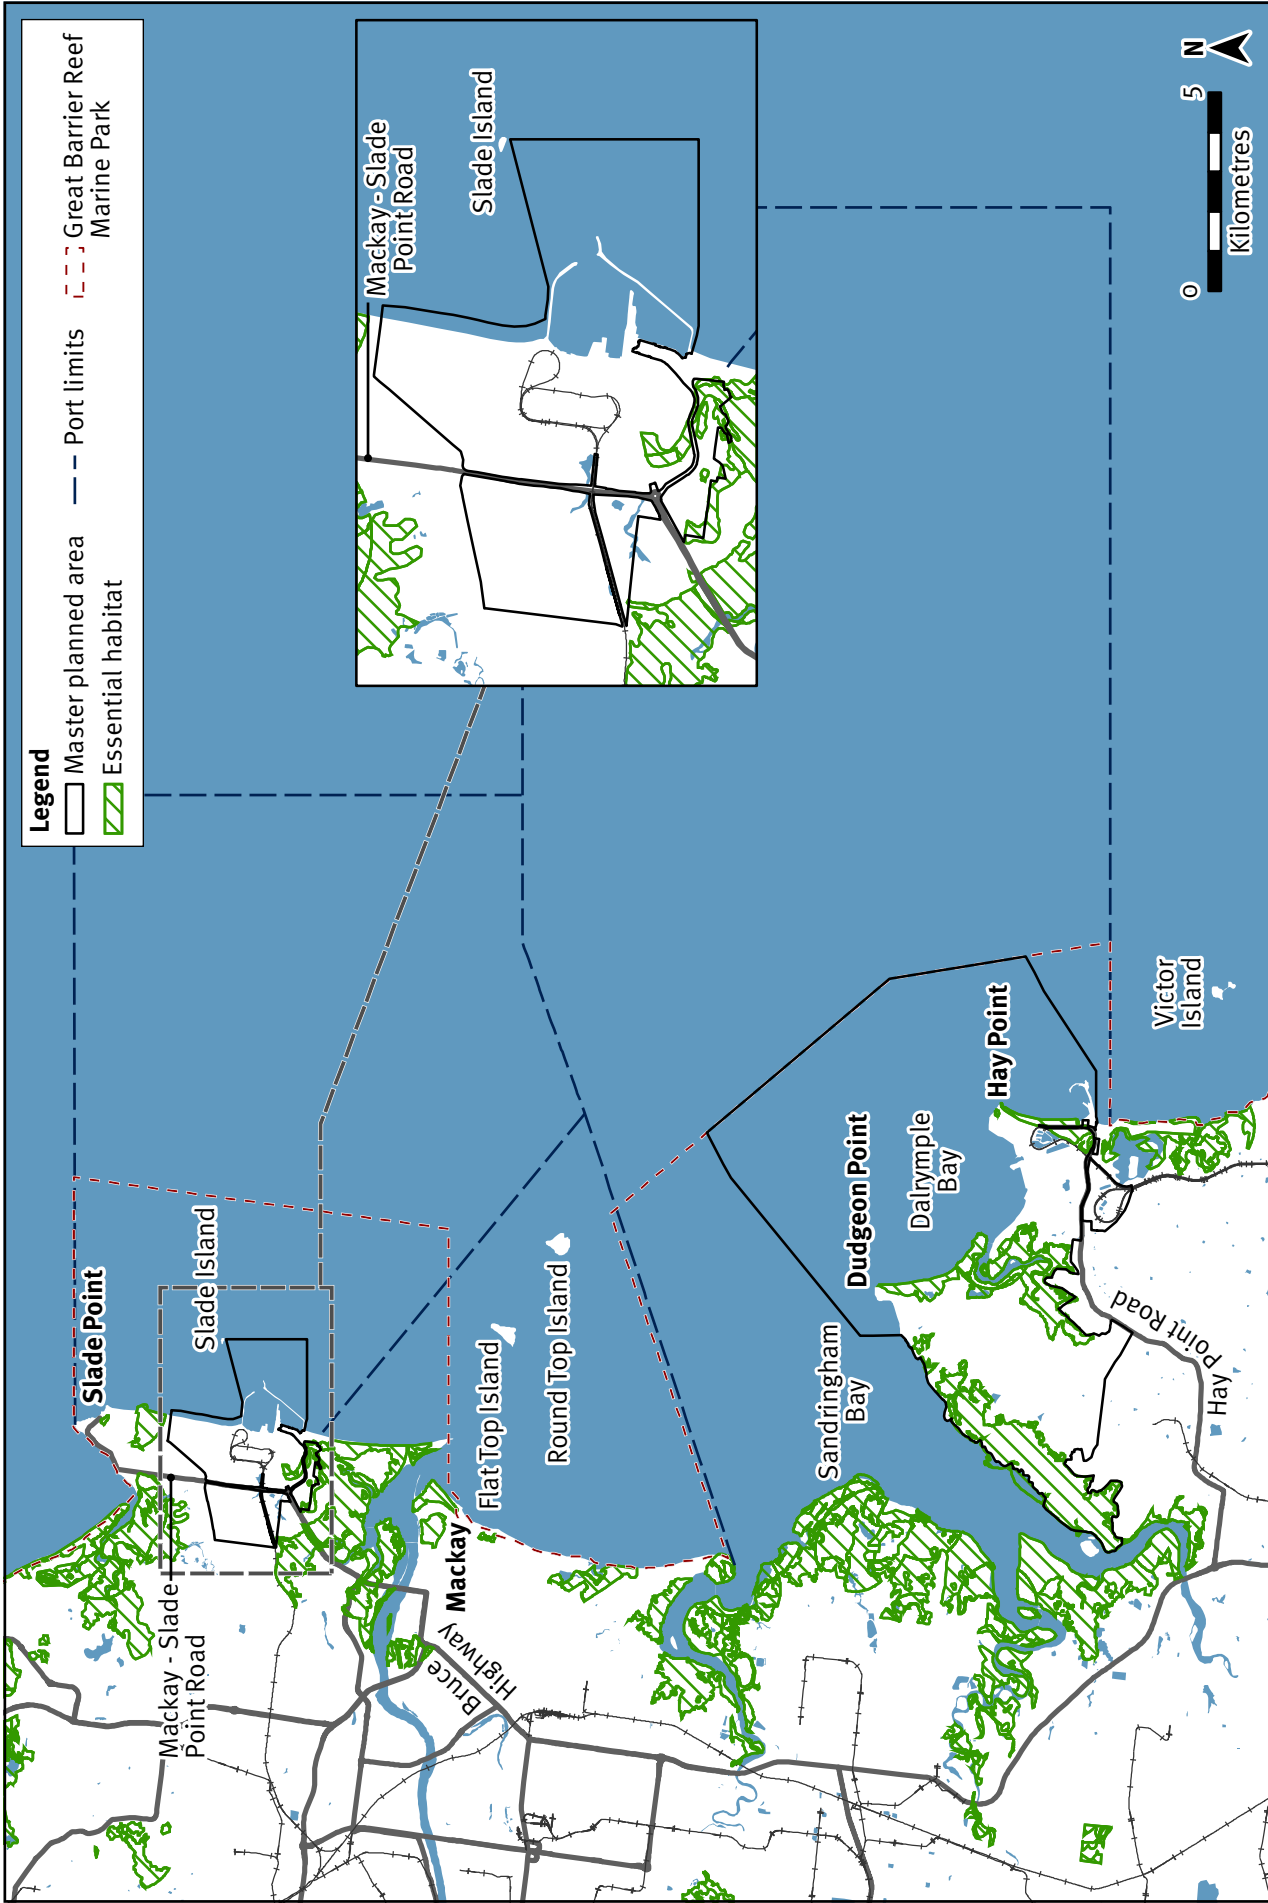 Legend
Master planned area
Port limits
Great Barrier Reef
Marine Park
Essential habitat
Mackay - Slade
Point Road
Slade Island
Slade Point
Slade Island
Mackay - Slade
Point Road
Mackay
Bruce
Highway
Flat Top Island
Round Top Island
Sandringham
Bay
Dudgeon Point
Dalrymple
Bay
Hay Point
Hay Point Road
Victor
Island
0
5
Kilometres
N